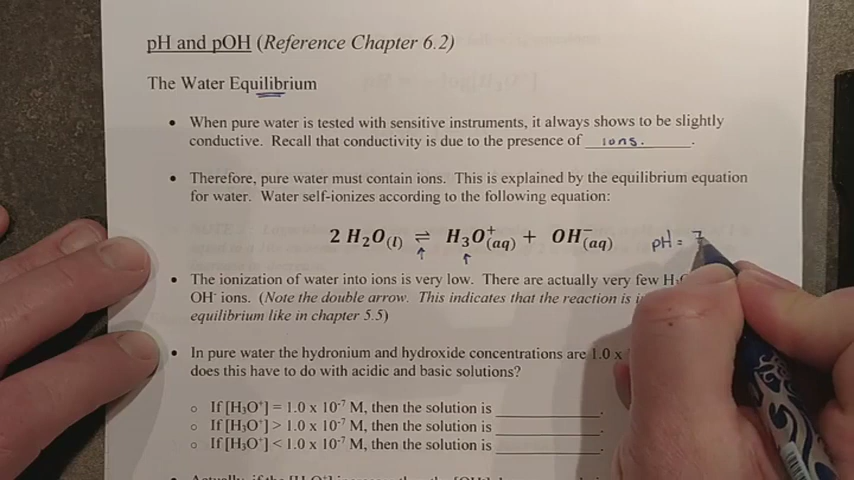 pH and pOH (Reference Chapter 6.2)
The Water Equilibrium
• When pure water is tested with sensitive instruments, it always shows to be slightly
conductive. Recall that conductivity is due to the presence of ions.
• Therefore, pure water must contain ions. This is explained by the equilibrium equation
for water. Water self-ionizes according to the following equation:
2 H₂O(l) ⇌ H₃O⁺(aq) + OH⁻(aq) pH = 7
• The ionization of water into ions is very low. There are actually very few
OH⁻ ions. (Note the double arrow. This indicates that the reaction is
equilibrium like in chapter 5.5)
• In pure water the hydronium and hydroxide concentrations are 1.0 x
does this have to do with acidic and basic solutions?
o If [H₃O⁺] = 1.0 x 10⁻⁷ M, then the solution is ____________.
o If [H₃O⁺] > 1.0 x 10⁻⁷ M, then the solution is ____________.
o If [H₃O⁺] < 1.0 x 10⁻⁷ M, then the solution is ____________.